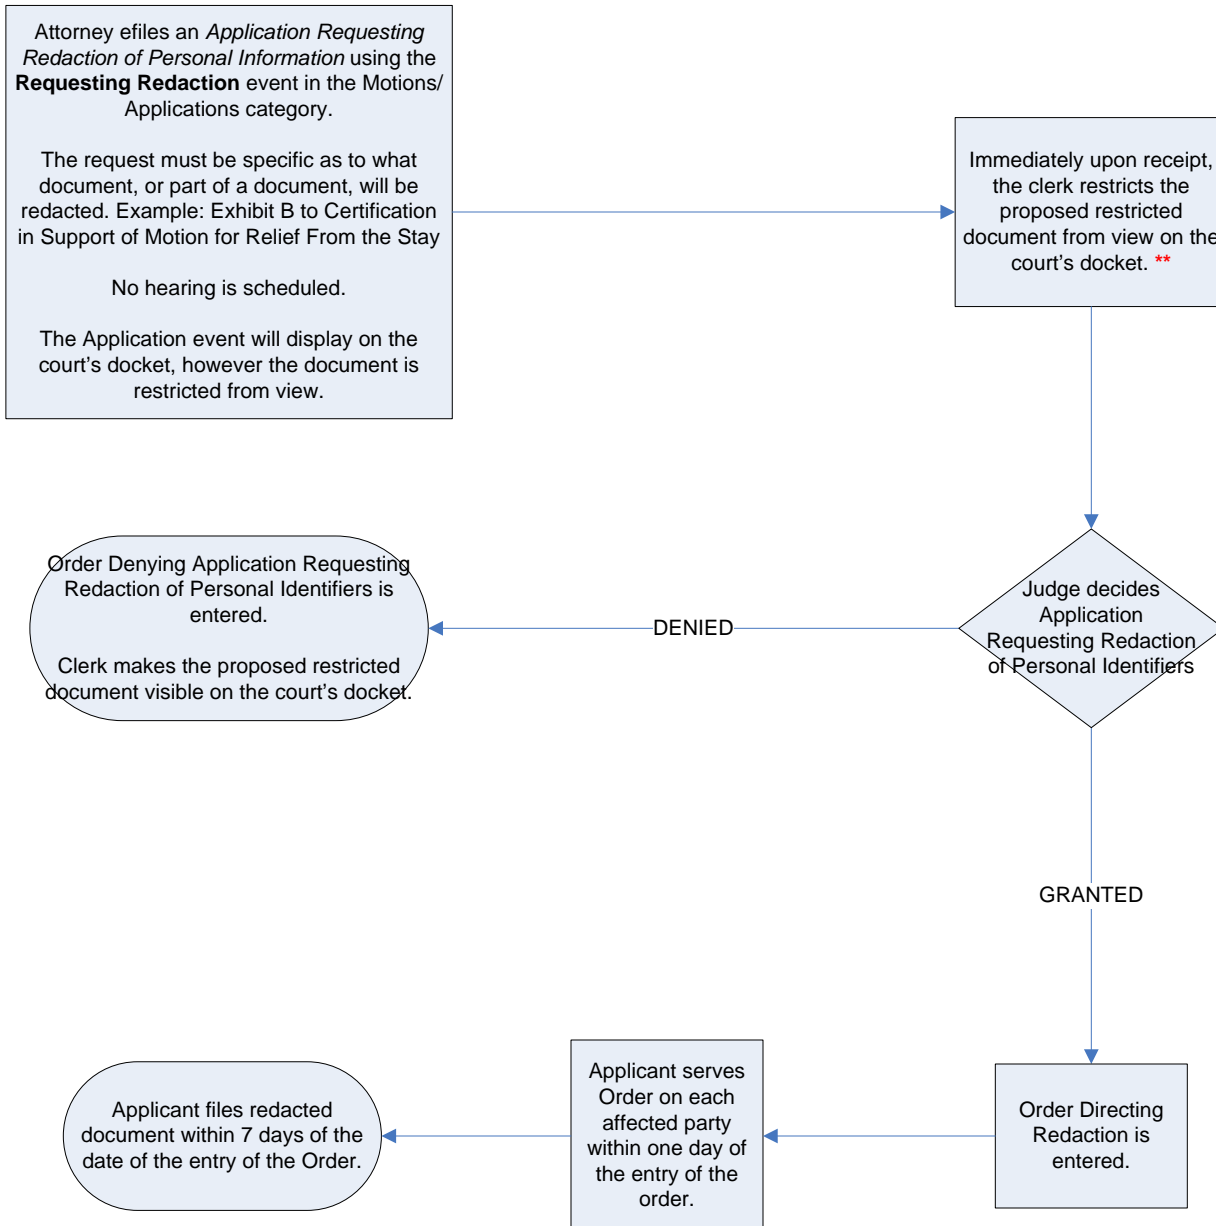 Attorney efiles an Application Requesting
Redaction of Personal Information using the
Requesting Redaction event in the Motions/
Applications category.
The request must be specific as to what
document, or part of a document, will be
redacted. Example: Exhibit B to Certification
in Support of Motion for Relief From the Stay
No hearing is scheduled.
The Application event will display on the
court's docket, however the document is
restricted from view.
Immediately upon receipt,
the clerk restricts the
proposed restricted
document from view on the
court's docket. **
Judge decides
Application
Requesting Redaction
of Personal Identifiers
DENIED
Order Denying Application Requesting
Redaction of Personal Identifiers is
entered.
Clerk makes the proposed restricted
document visible on the court's docket.
GRANTED
Order Directing
Redaction is
entered.
Applicant serves
Order on each
affected party
within one day of
the entry of the
order.
Applicant files redacted
document within 7 days of the
date of the entry of the Order.